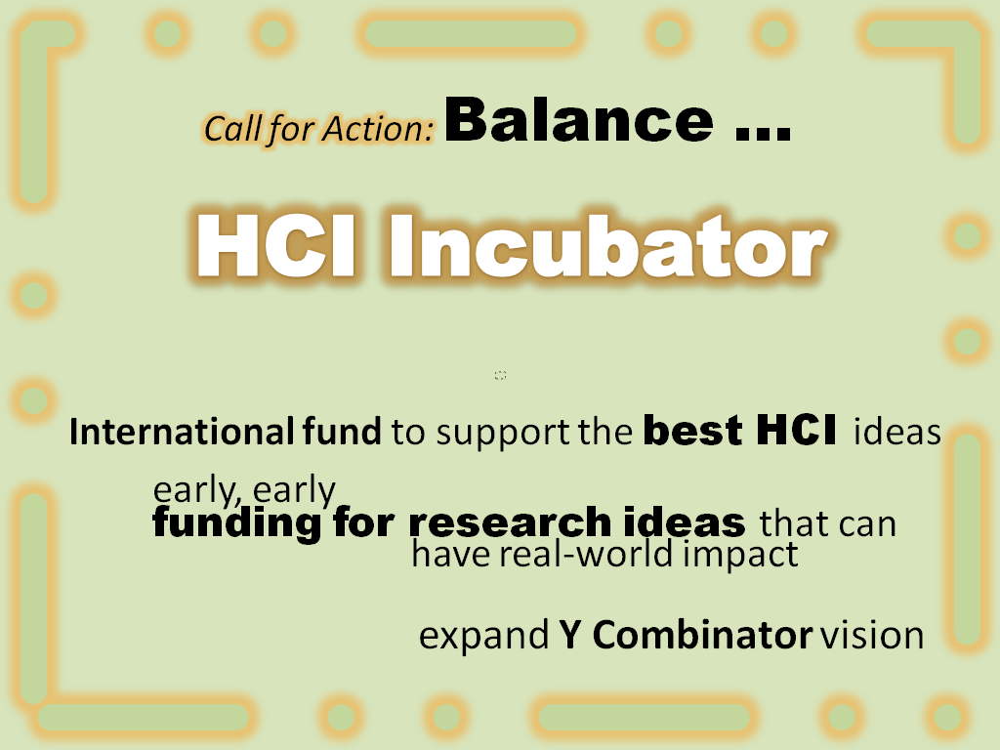 Call for Action: Balance ...
HCI Incubator
International fund to support the best HCI ideas
early, early
funding for research ideas that can
have real-world impact
expand Y Combinator vision